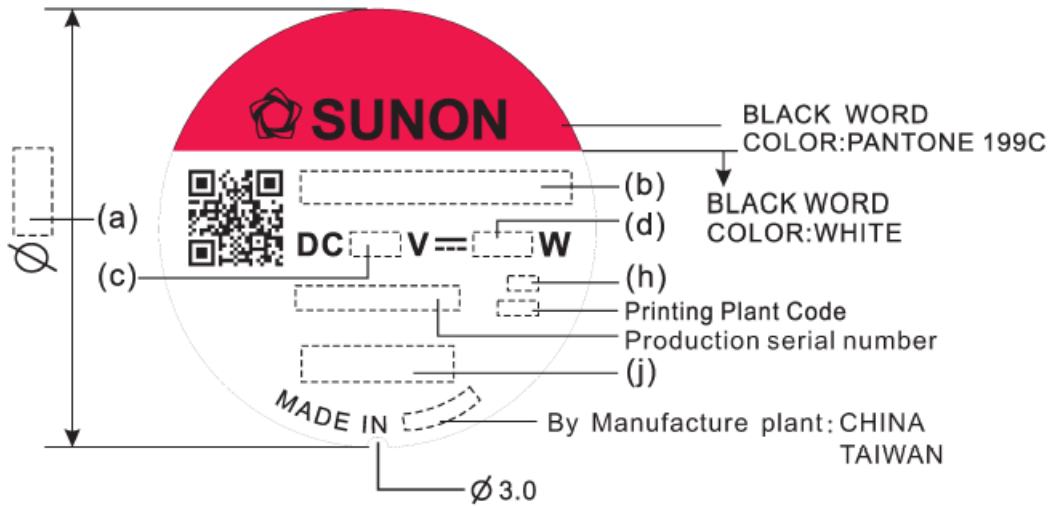 SUNON
BLACK WORD
COLOR:PANTONE 199C
(b)
BLACK WORD
COLOR:WHITE
(a)
Ø
DC V W
(d)
(c)
(h)
Printing Plant Code
Production serial number
(j)
MADE IN
By Manufacture plant: CHINA
TAIWAN
Ø 3.0